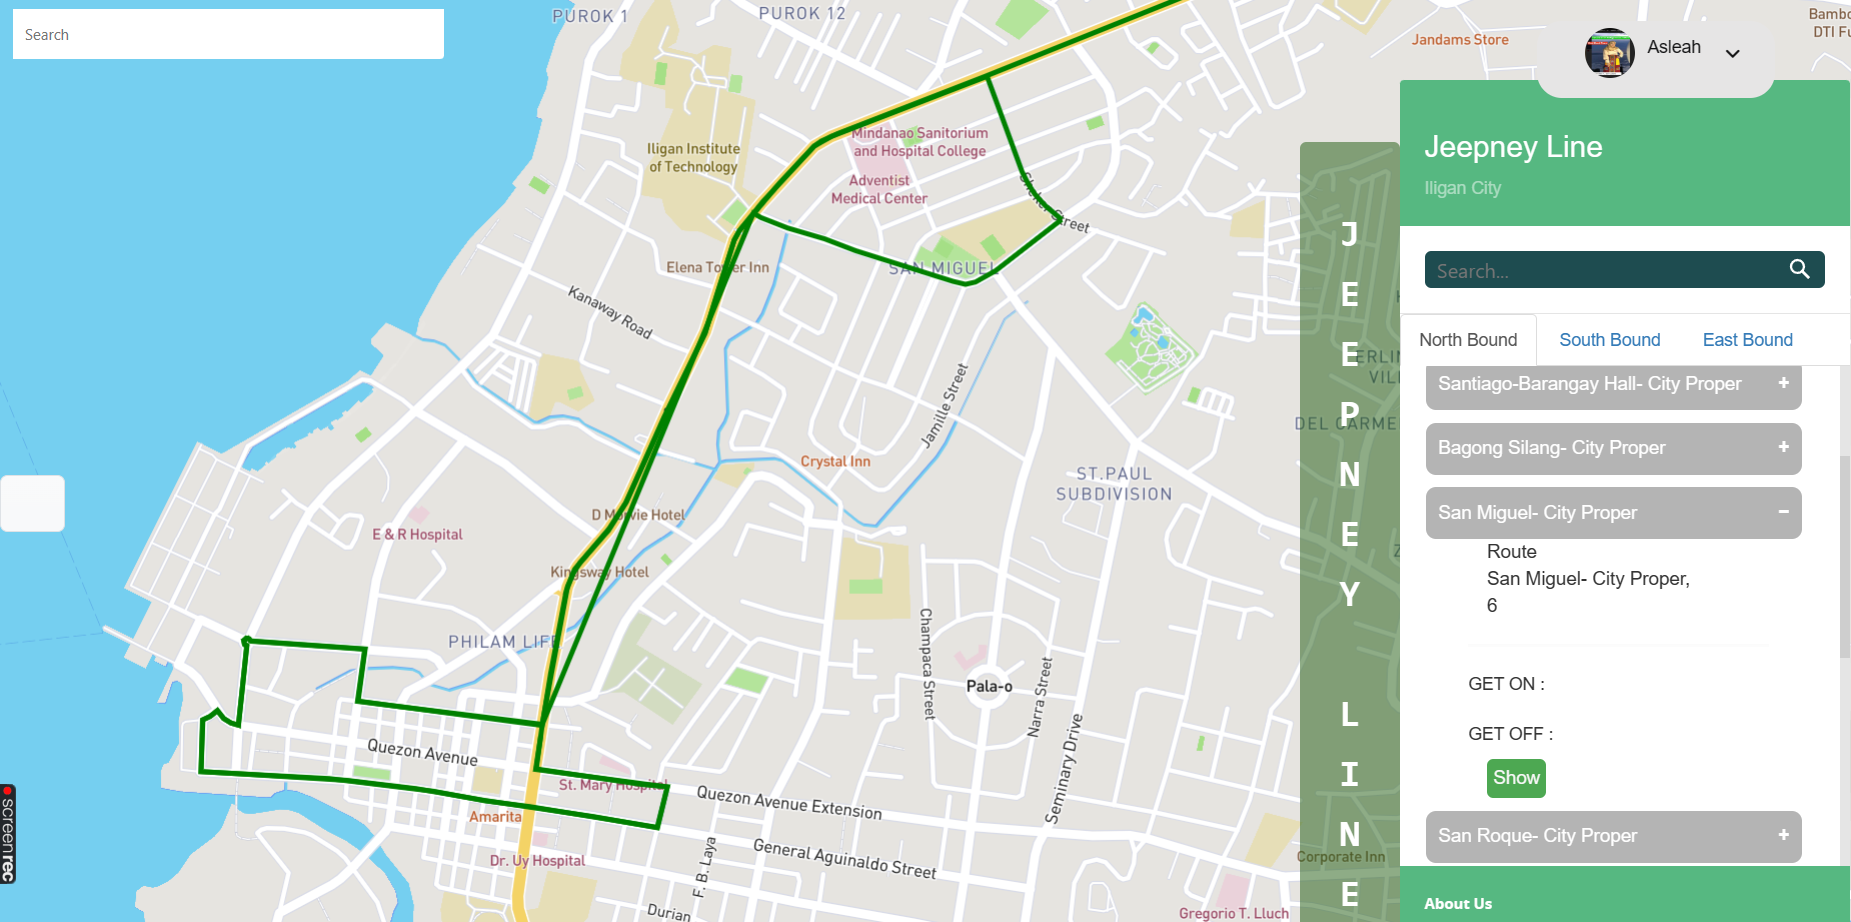 Search
PUROK 1
PUROK 12
Jandams Store
Bambo
DTI Fu
Asleah
Iligan Institute
of Technology
Mindanao Sanitorium
and Hospital College
Adventist
Medical Center
Sheker Street
SAN MIGUEL
Elena Tower Inn
Kanaway Road
Jamille Street
Crystal Inn
ST.PAUL
SUBDIVISION
DEL CARME
ERLIN
VIL
D Morvie Hotel
E & R Hospital
Kingsway Hotel
PHILAM LIFE
Champaca Street
Pala-o
Narra Street
Seminary Drive
Quezon Avenue
St. Mary Hospital
Quezon Avenue Extension
Amarita
General Aguinaldo Street
Dr. Uy Hospital
F. B. Laya
Durian
Corporate Inn
Gregorio T. Lluch
screenrec
JEEPNEY LINE
Jeepney Line
Iligan City
Search...
North Bound
South Bound
East Bound
Santiago-Barangay Hall- City Proper +
Bagong Silang- City Proper +
San Miguel- City Proper −
Route
San Miguel- City Proper,
6
GET ON :
GET OFF :
Show
San Roque- City Proper +
About Us